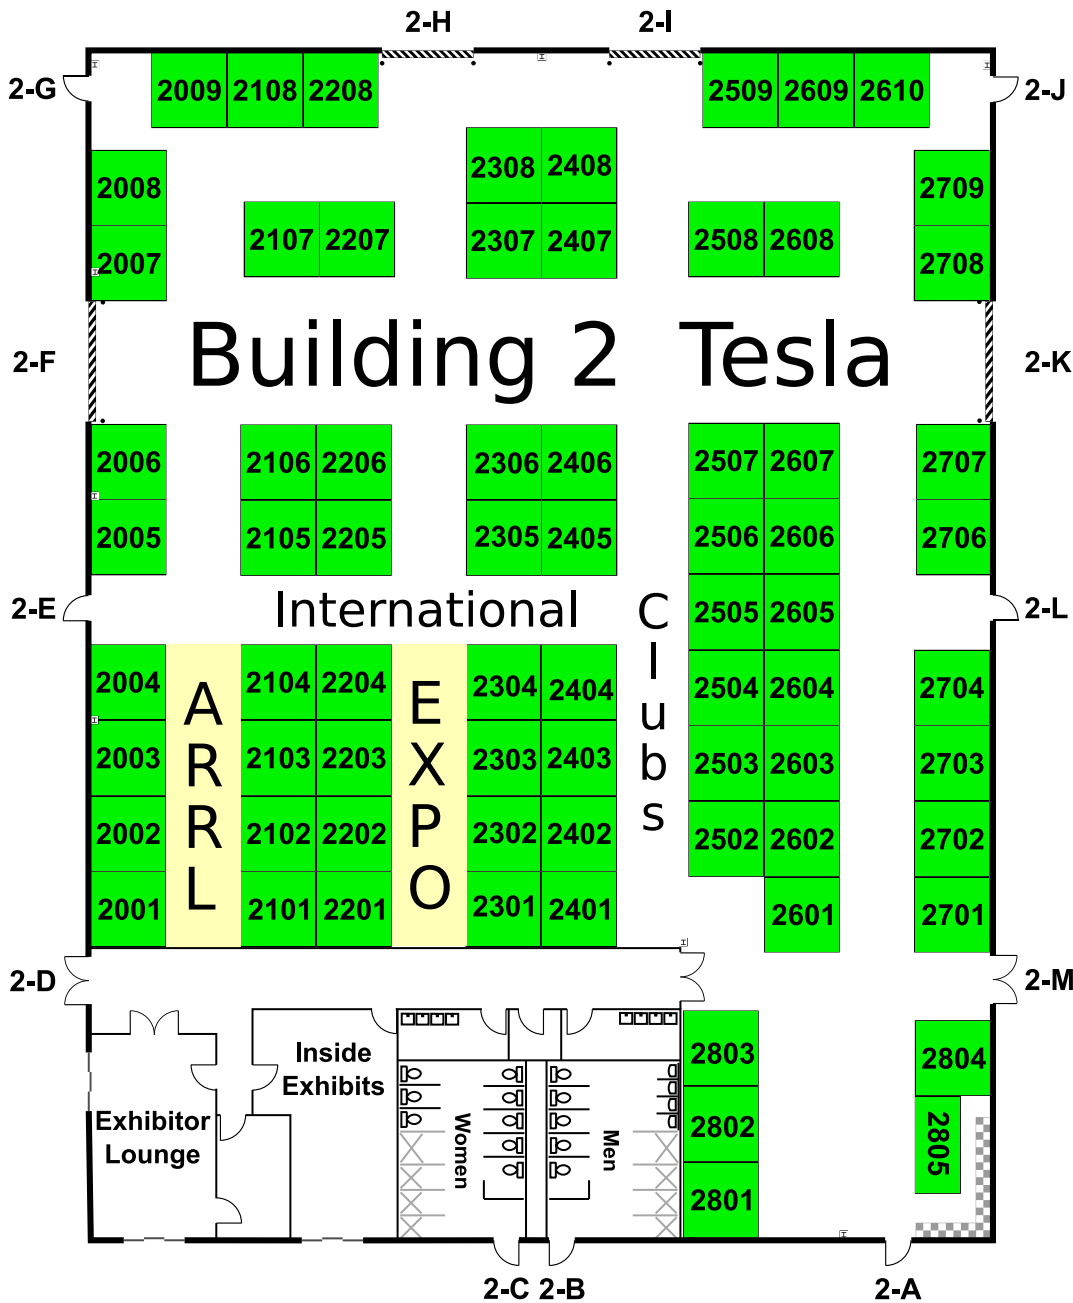 2-H 2-I
2-G 2009 2108 2208 2509 2609 2610 2-J
2308 2408
2008 2709
2107 2207 2307 2407 2508 2608
2007 2708
Building 2 Tesla
2-F 2-K
2006 2106 2206 2306 2406 2507 2607 2707
2005 2105 2205 2305 2405 2506 2606 2706
2-E International Clubs 2505 2605 2-L
2004 2104 2204 2304 2404 2504 2604 2704
ARRL EXPO
2003 2103 2203 2303 2403 2503 2603 2703
2002 2102 2202 2302 2402 2502 2602 2702
2001 2101 2201 2301 2401 2601 2701
2-D 2-M
Inside
Exhibits
2803 2804
Exhibitor
Lounge
Women
Men
2802 2805
2801
2-C 2-B 2-A